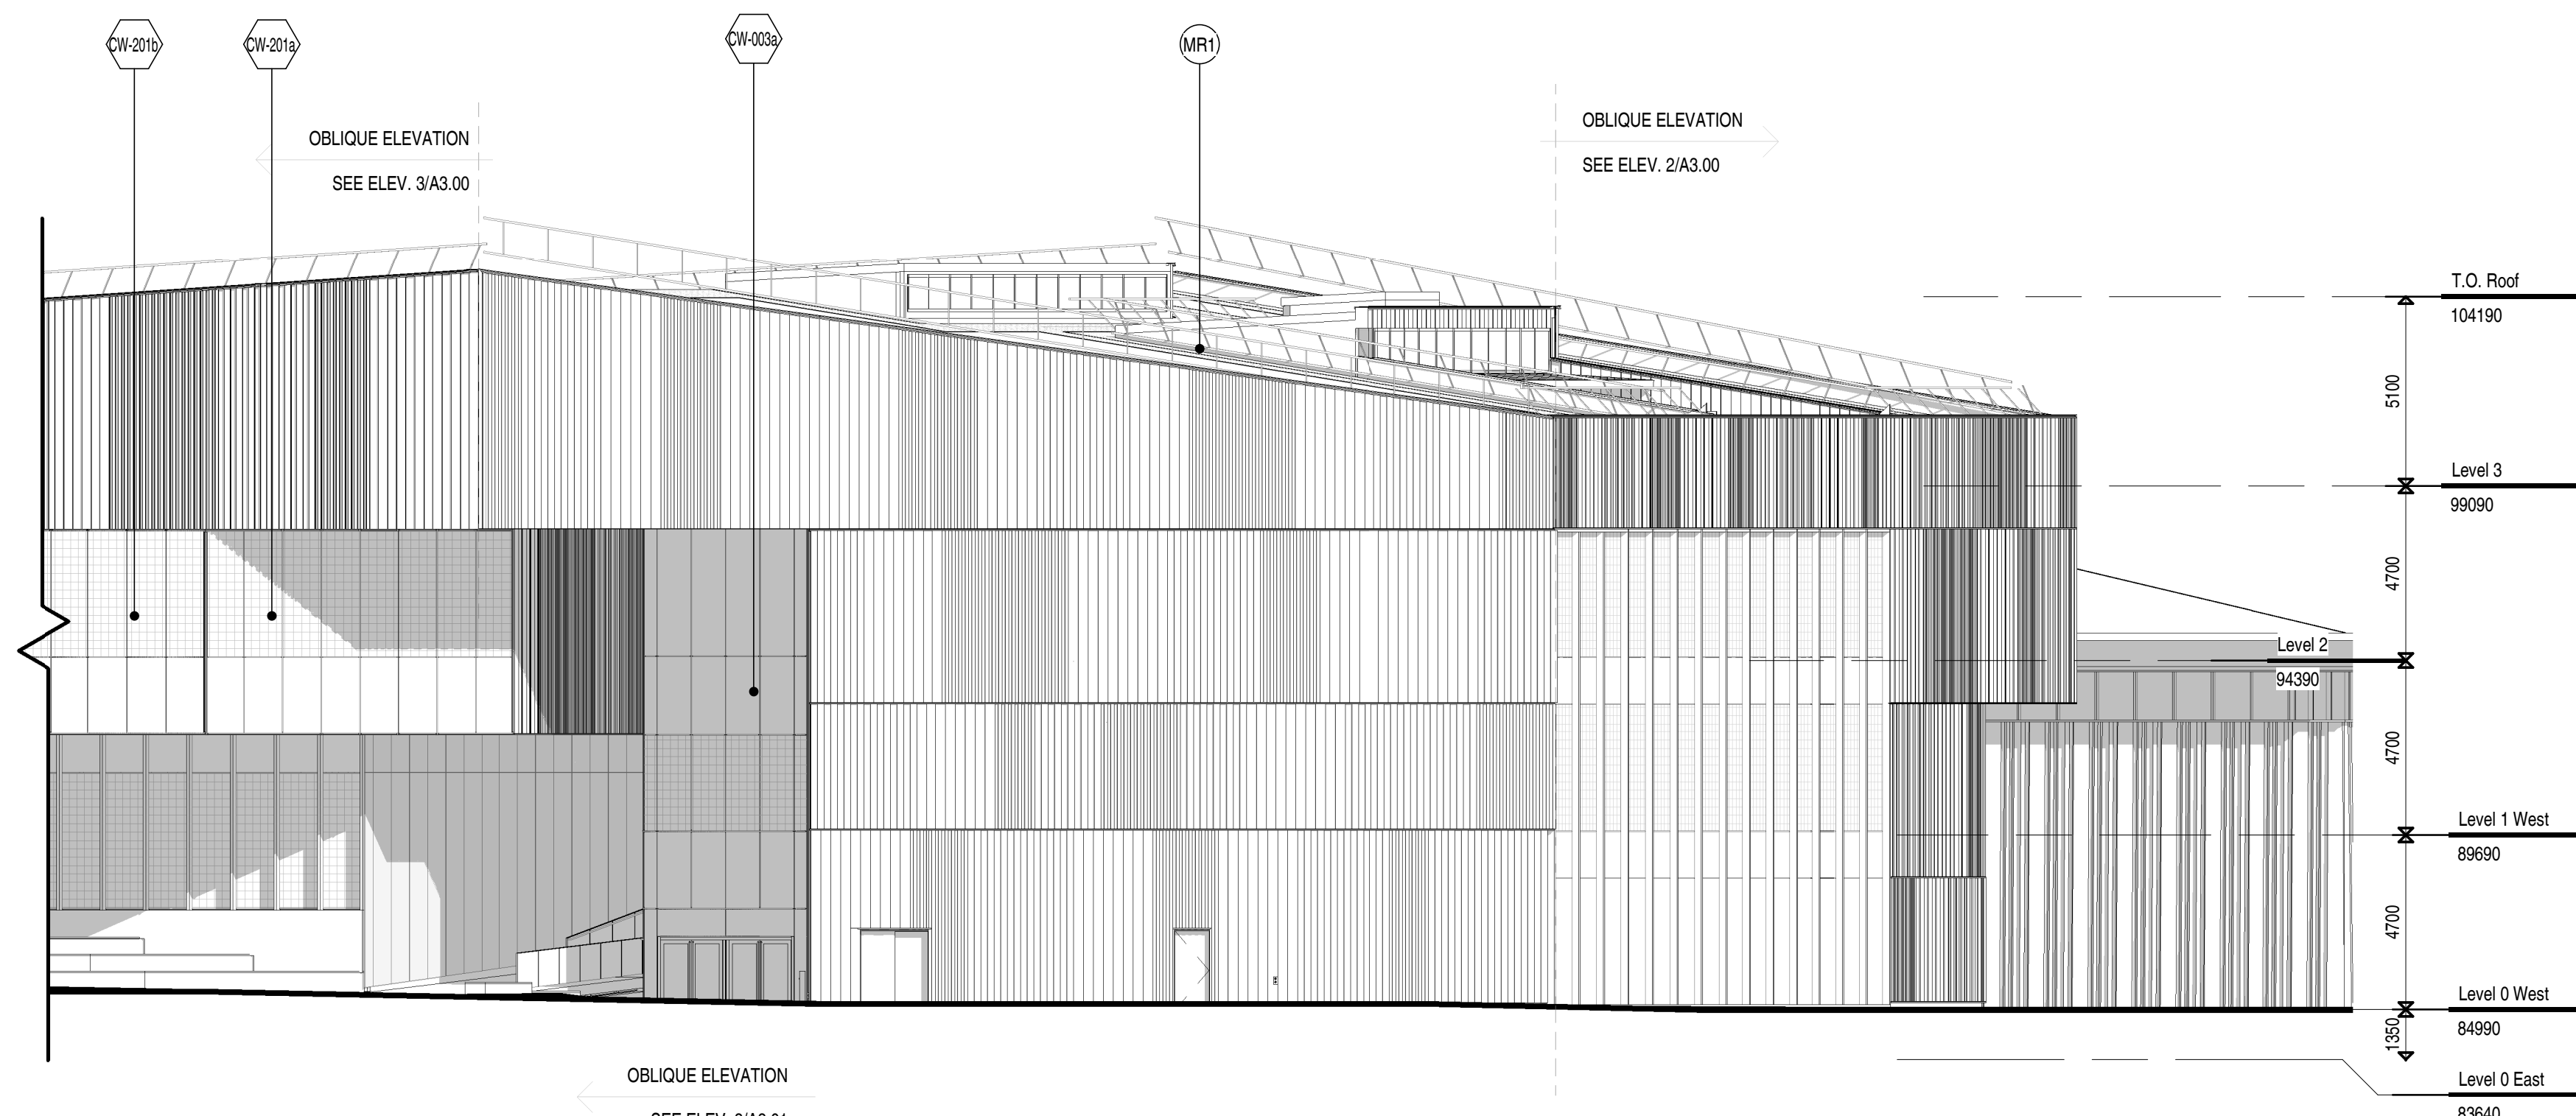 CW-201b
CW-201a
CW-003a
MR1
OBLIQUE ELEVATION
SEE ELEV. 3/A3.00
OBLIQUE ELEVATION
SEE ELEV. 2/A3.00
T.O. Roof
104190
5100
Level 3
99090
4700
Level 2
94390
4700
Level 1 West
89690
4700
Level 0 West
84990
1350
Level 0 East
83640
OBLIQUE ELEVATION